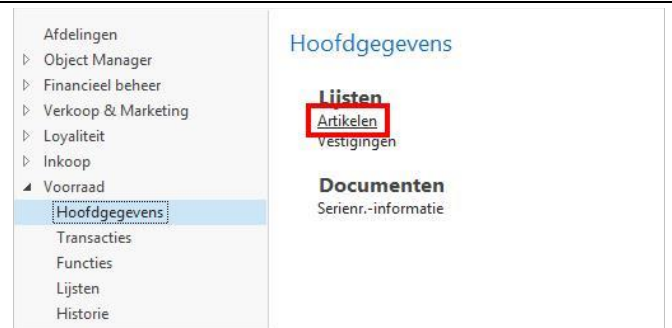 Afdelingen
Object Manager
Financieel beheer
Verkoop & Marketing
Loyaliteit
Inkoop
Voorraad
Hoofdgegevens
Transacties
Functies
Lijsten
Historie
Hoofdgegevens
Lijsten
Artikelen
Vestigingen
Documenten
Serienr.-informatie